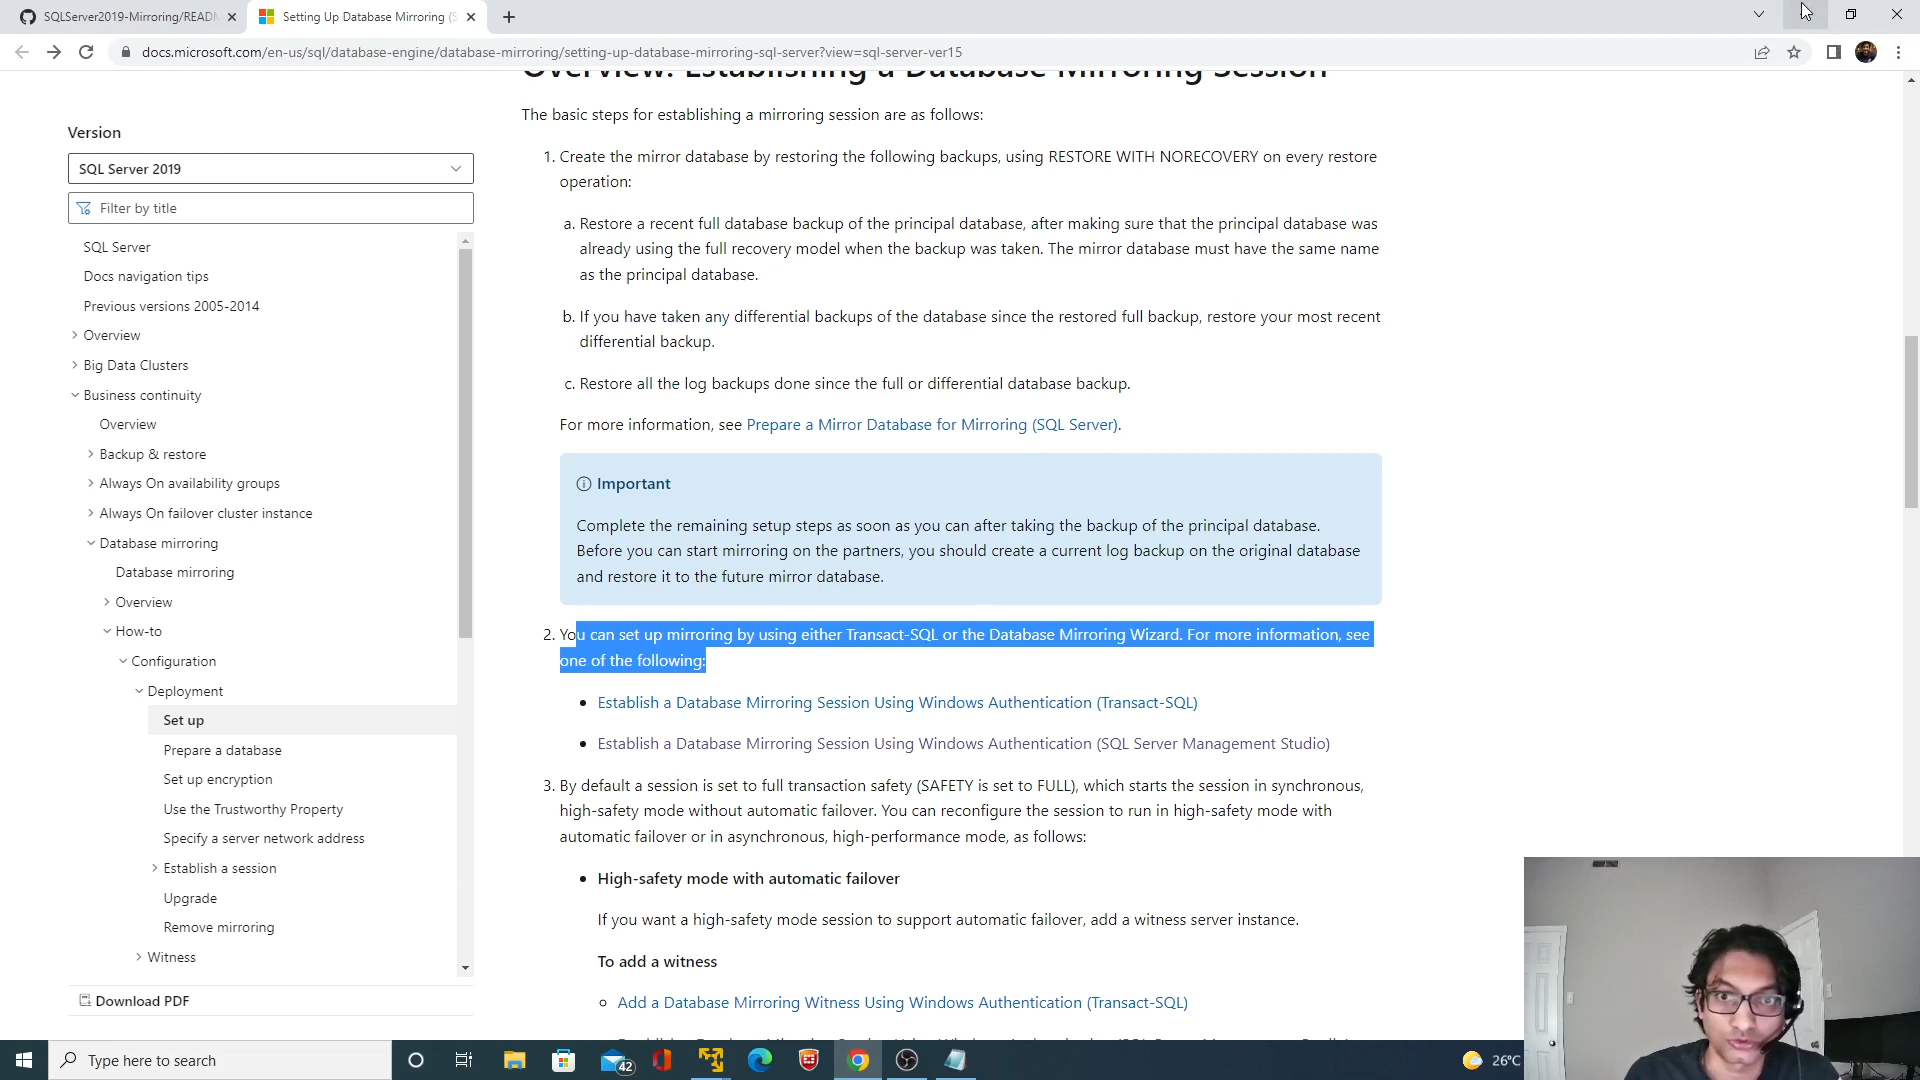 SQLServer2019-Mirroring/READM
Setting Up Database Mirroring (S
docs.microsoft.com/en-us/sql/database-engine/database-mirroring/setting-up-database-mirroring-sql-server?view=sql-server-ver15
Version
SQL Server 2019
Filter by title
SQL Server
Docs navigation tips
Previous versions 2005-2014
Overview
Big Data Clusters
Business continuity
Overview
Backup & restore
Always On availability groups
Always On failover cluster instance
Database mirroring
Database mirroring
Overview
How-to
Configuration
Deployment
Set up
Prepare a database
Set up encryption
Use the Trustworthy Property
Specify a server network address
Establish a session
Upgrade
Remove mirroring
Witness
Download PDF
Overview: Establishing a Database Mirroring Session
The basic steps for establishing a mirroring session are as follows:
1. Create the mirror database by restoring the following backups, using RESTORE WITH NORECOVERY on every restore
operation:
a. Restore a recent full database backup of the principal database, after making sure that the principal database was
already using the full recovery model when the backup was taken. The mirror database must have the same name
as the principal database.
b. If you have taken any differential backups of the database since the restored full backup, restore your most recent
differential backup.
c. Restore all the log backups done since the full or differential database backup.
For more information, see Prepare a Mirror Database for Mirroring (SQL Server).
Important
Complete the remaining setup steps as soon as you can after taking the backup of the principal database.
Before you can start mirroring on the partners, you should create a current log backup on the original database
and restore it to the future mirror database.
2. You can set up mirroring by using either Transact-SQL or the Database Mirroring Wizard. For more information, see
one of the following:
• Establish a Database Mirroring Session Using Windows Authentication (Transact-SQL)
• Establish a Database Mirroring Session Using Windows Authentication (SQL Server Management Studio)
3. By default a session is set to full transaction safety (SAFETY is set to FULL), which starts the session in synchronous,
high-safety mode without automatic failover. You can reconfigure the session to run in high-safety mode with
automatic failover or in asynchronous, high-performance mode, as follows:
• High-safety mode with automatic failover
If you want a high-safety mode session to support automatic failover, add a witness server instance.
To add a witness
Add a Database Mirroring Witness Using Windows Authentication (Transact-SQL)
Type here to search
42
26°C